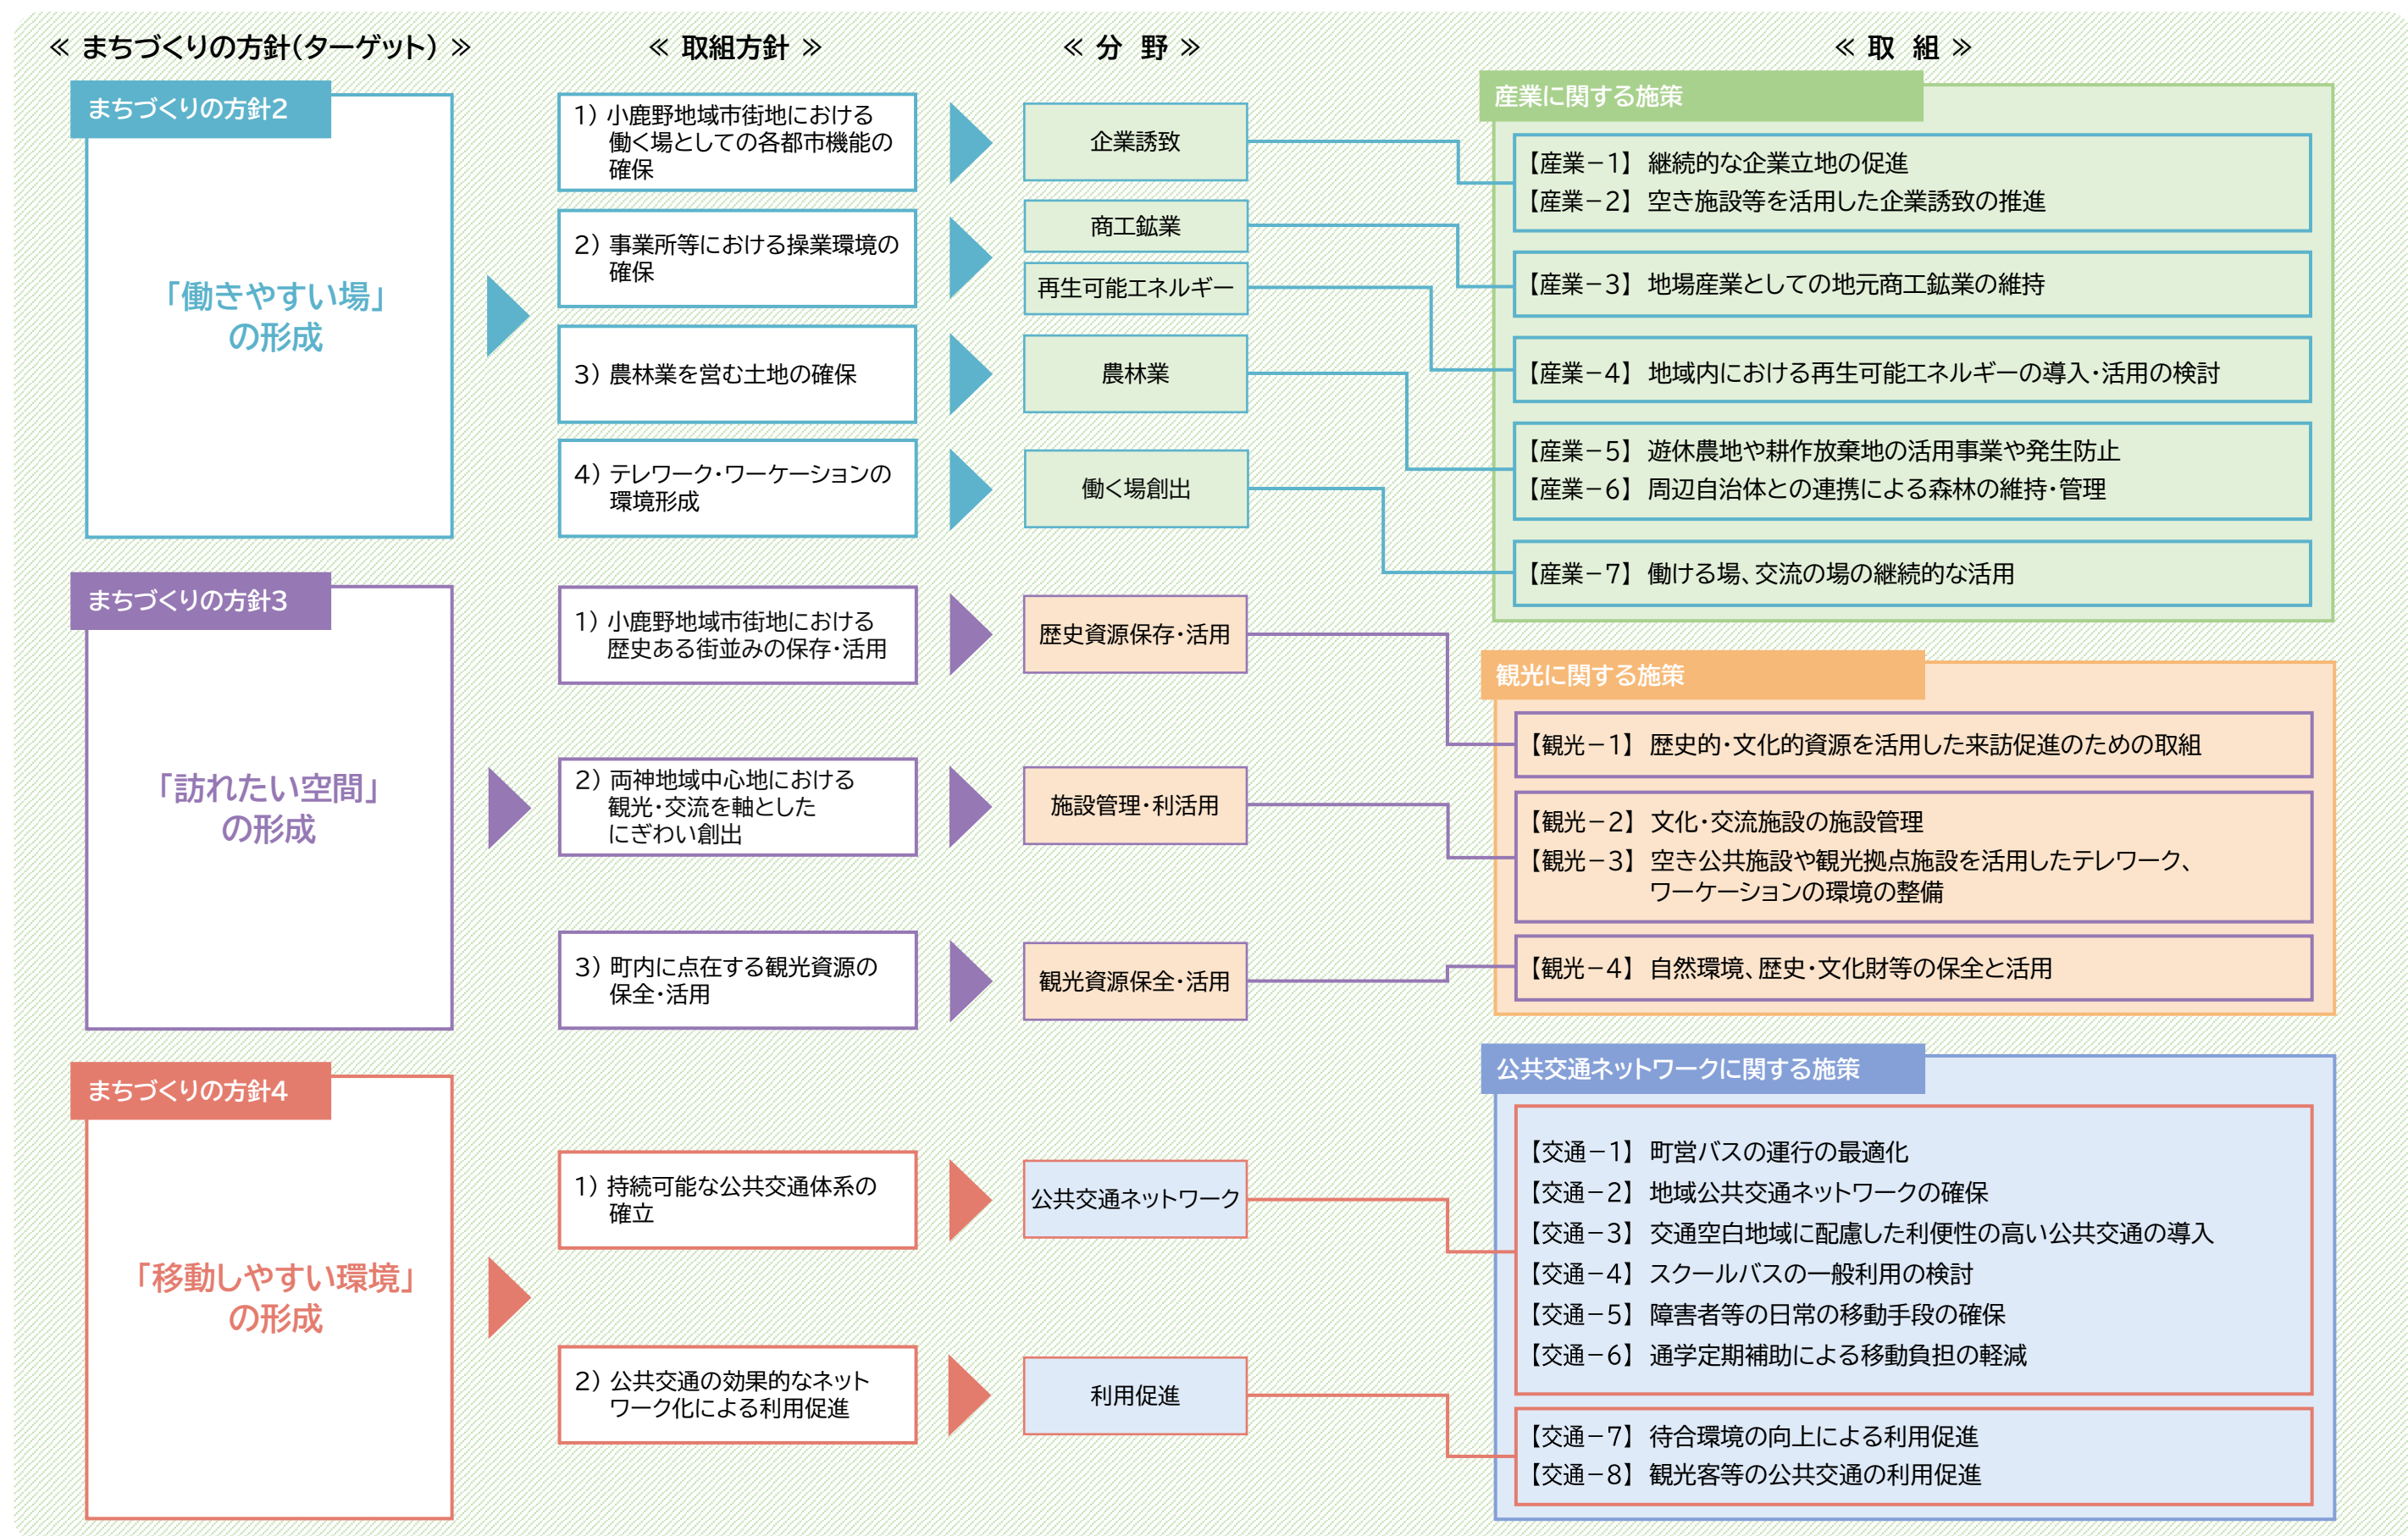 ≪ まちづくりの方針(ターゲット) ≫
≪ 取組方針 ≫
≪ 分 野 ≫
≪ 取 組 ≫
まちづくりの方針2
「働きやすい場」
の形成
1) 小鹿野地域市街地における
働く場としての各都市機能の
確保
2) 事業所等における操業環境の
確保
3) 農林業を営む土地の確保
4) テレワーク・ワーケーションの
環境形成
企業誘致
商工鉱業
再生可能エネルギー
農林業
働く場創出
産業に関する施策
【産業-1】 継続的な企業立地の促進
【産業-2】 空き施設等を活用した企業誘致の推進
【産業-3】 地場産業としての地元商工鉱業の維持
【産業-4】 地域内における再生可能エネルギーの導入・活用の検討
【産業-5】 遊休農地や耕作放棄地の活用事業や発生防止
【産業-6】 周辺自治体との連携による森林の維持・管理
【産業-7】 働ける場、交流の場の継続的な活用
まちづくりの方針3
「訪れたい空間」
の形成
1) 小鹿野地域市街地における
歴史ある街並みの保存・活用
2) 両神地域中心地における
観光・交流を軸とした
にぎわい創出
3) 町内に点在する観光資源の
保全・活用
歴史資源保存・活用
施設管理・利活用
観光資源保全・活用
観光に関する施策
【観光-1】 歴史的・文化的資源を活用した来訪促進のための取組
【観光-2】 文化・交流施設の施設管理
【観光-3】 空き公共施設や観光拠点施設を活用したテレワーク、
ワーケーションの環境の整備
【観光-4】 自然環境、歴史・文化財等の保全と活用
まちづくりの方針4
「移動しやすい環境」
の形成
1) 持続可能な公共交通体系の
確立
2) 公共交通の効果的なネット
ワーク化による利用促進
公共交通ネットワーク
利用促進
公共交通ネットワークに関する施策
【交通-1】 町営バスの運行の最適化
【交通-2】 地域公共交通ネットワークの確保
【交通-3】 交通空白地域に配慮した利便性の高い公共交通の導入
【交通-4】 スクールバスの一般利用の検討
【交通-5】 障害者等の日常の移動手段の確保
【交通-6】 通学定期補助による移動負担の軽減
【交通-7】 待合環境の向上による利用促進
【交通-8】 観光客等の公共交通の利用促進